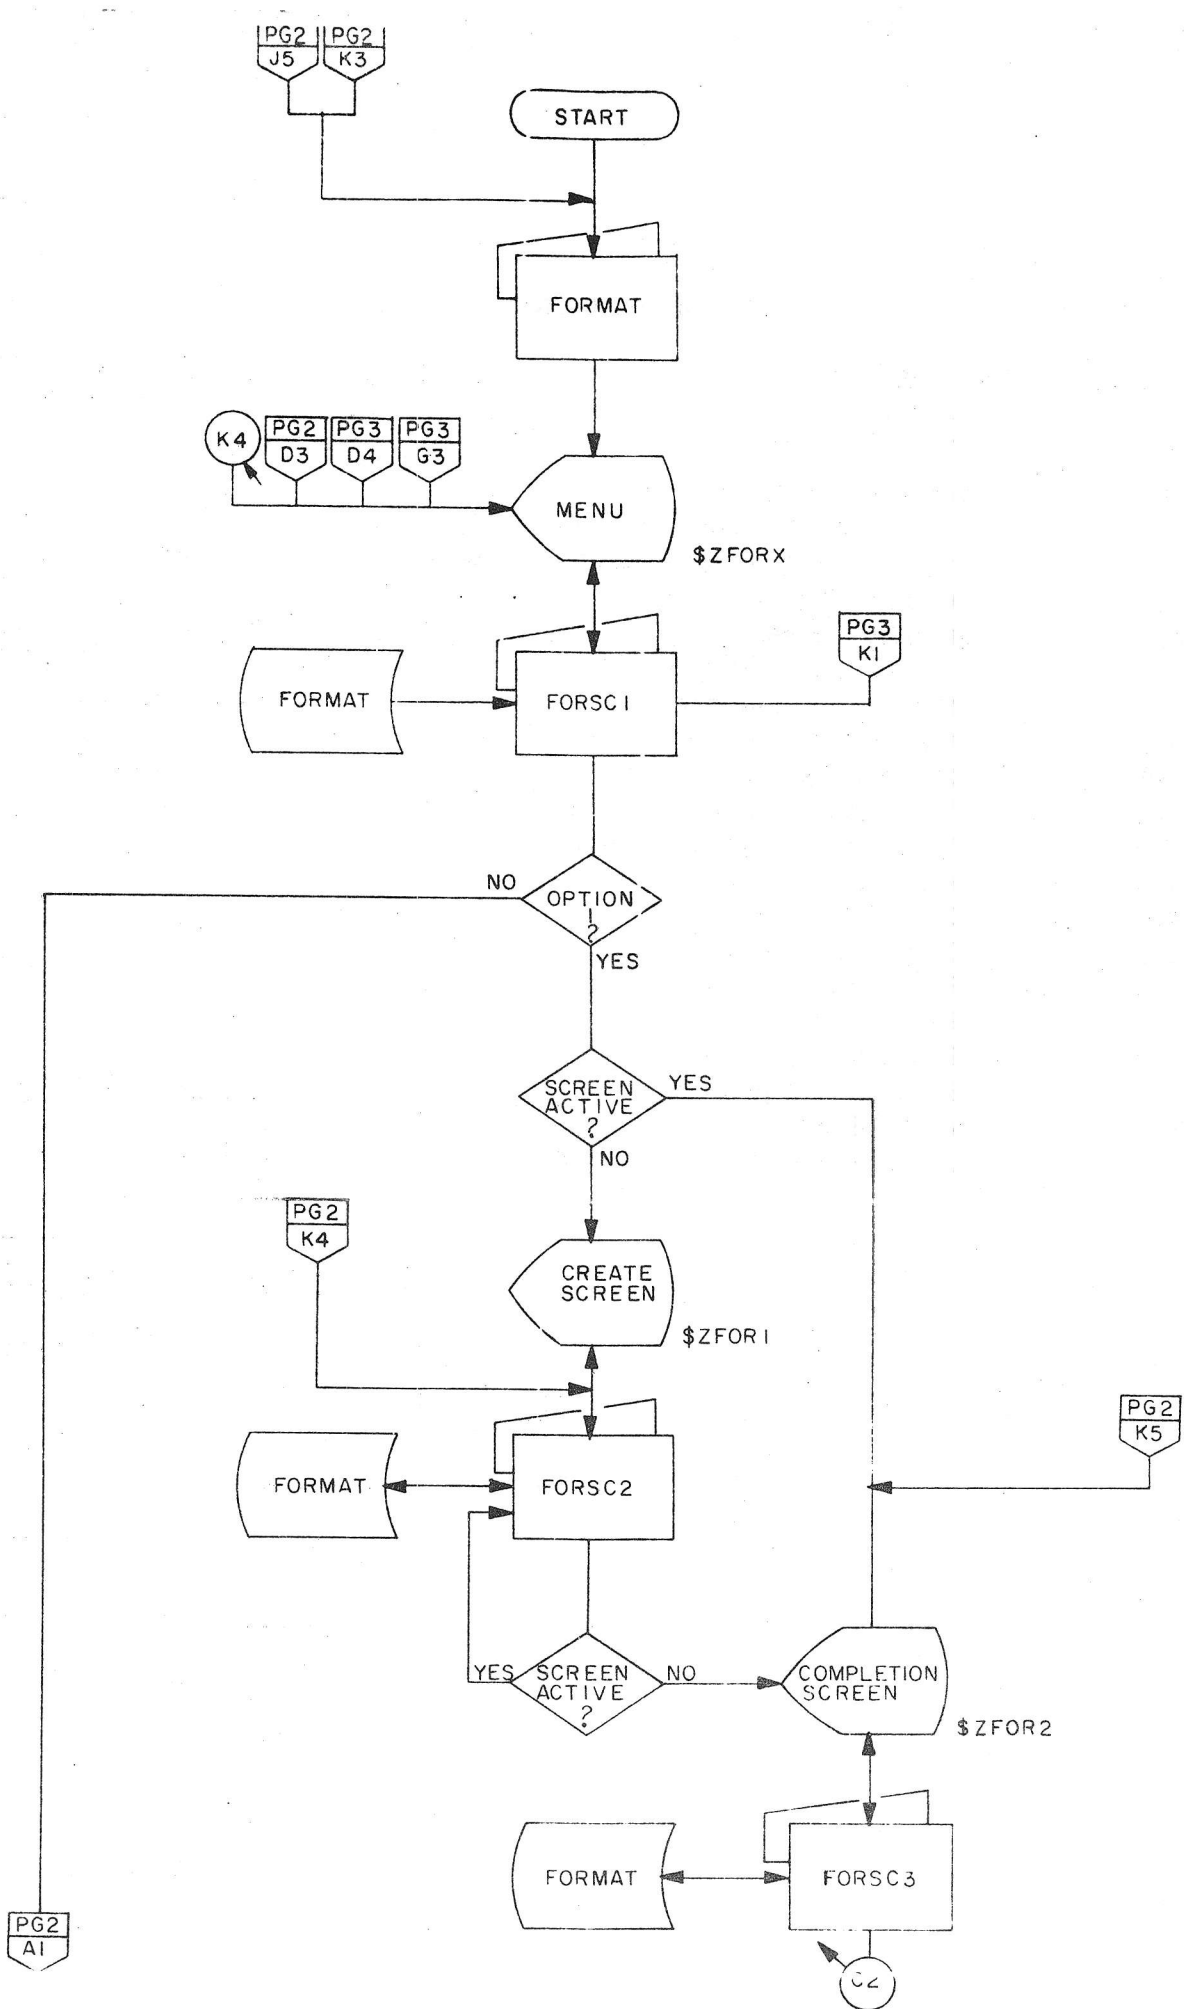 PG2 PG2
J5 K3
START
FORMAT
K4 PG2 PG3 PG3
D3 D4 G3
MENU
$ZFORX
PG3
K1
FORMAT
FORSC1
NO
OPTION
1
?
YES
SCREEN
ACTIVE
?
YES
NO
PG2
K4
CREATE
SCREEN
$ZFOR1
PG2
K5
FORMAT
FORSC2
YES
SCREEN
ACTIVE
?
NO
COMPLETION
SCREEN
$ZFOR2
FORMAT
FORSC3
PG2
A1